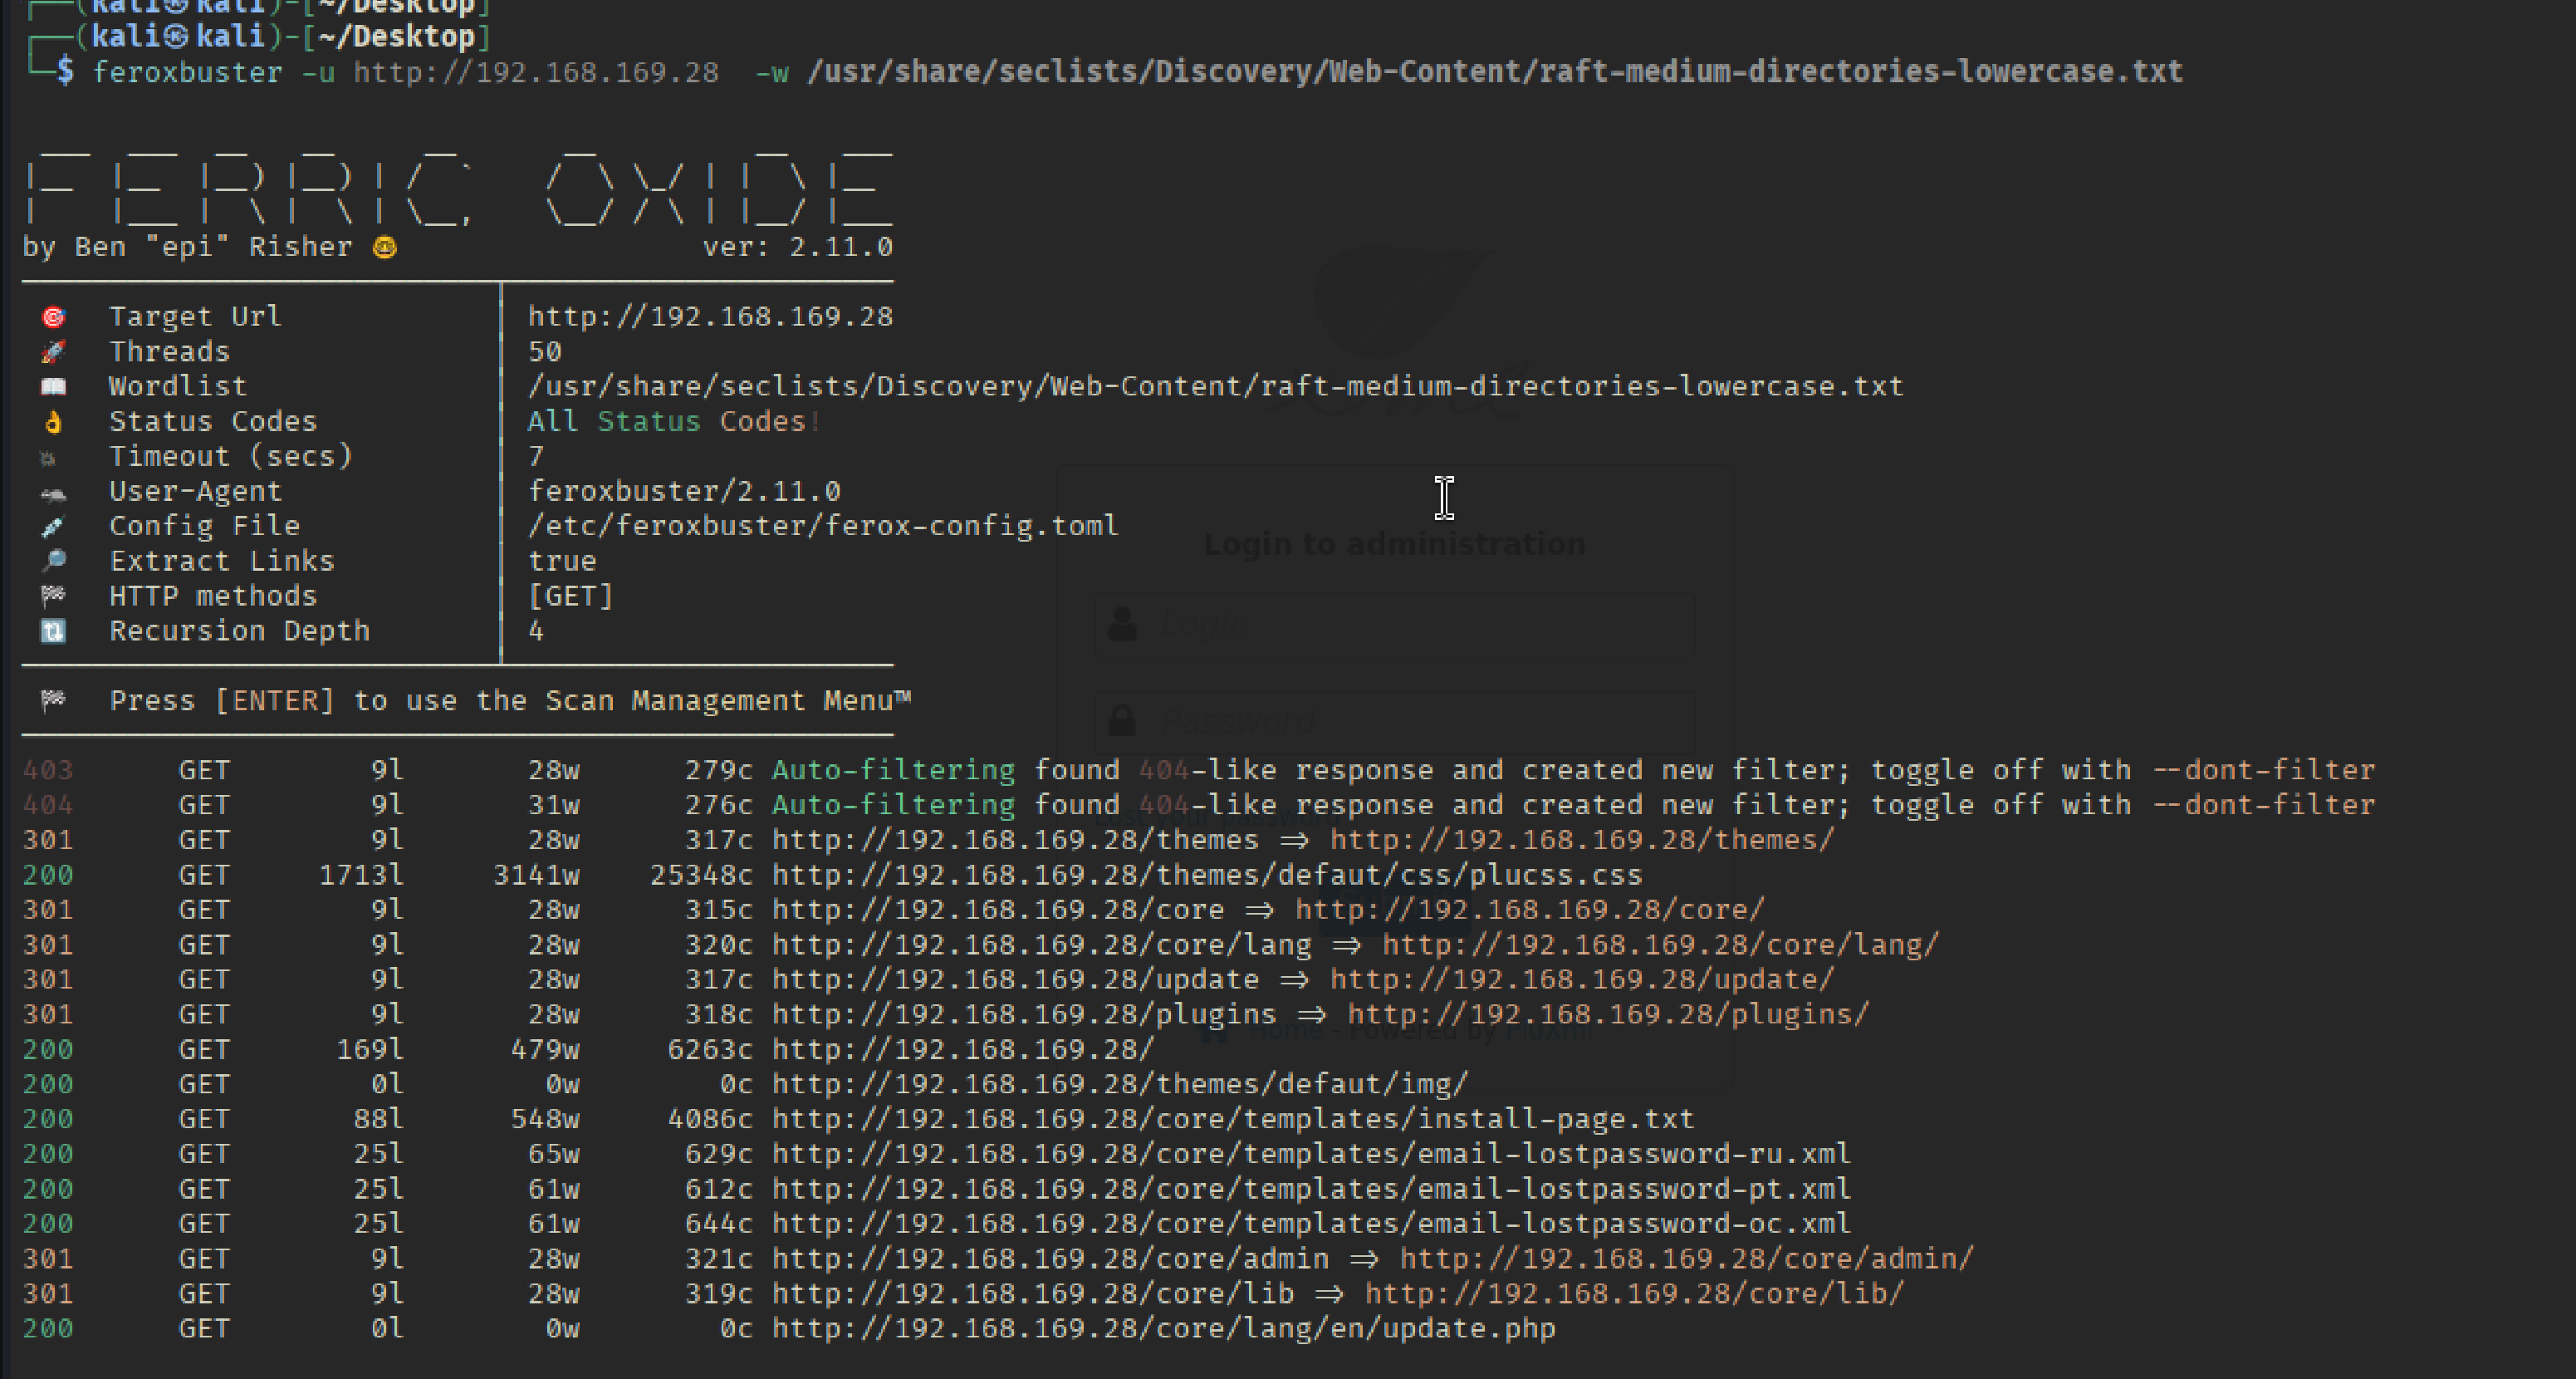 ┌──(kali㉿kali)-[~/Desktop]
┌──(kali㉿kali)-[~/Desktop]
└─$ feroxbuster -u http://192.168.169.28  -w /usr/share/seclists/Discovery/Web-Content/raft-medium-directories-lowercase.txt
FERRIC OXIDE
by Ben "epi" Risher 🤓 ver: 2.11.0
🎯 Target Url │ http://192.168.169.28
🚀 Threads │ 50
📖 Wordlist │ /usr/share/seclists/Discovery/Web-Content/raft-medium-directories-lowercase.txt
👌 Status Codes │ All Status Codes!
💥 Timeout (secs) │ 7
🦡 User-Agent │ feroxbuster/2.11.0
💉 Config File │ /etc/feroxbuster/ferox-config.toml
🔎 Extract Links │ true
🏁 HTTP methods │ [GET]
🔃 Recursion Depth │ 4
🏁 Press [ENTER] to use the Scan Management Menu™
403 GET 9l 28w 279c Auto-filtering found 404-like response and created new filter; toggle off with --dont-filter
404 GET 9l 31w 276c Auto-filtering found 404-like response and created new filter; toggle off with --dont-filter
301 GET 9l 28w 317c http://192.168.169.28/themes => http://192.168.169.28/themes/
200 GET 1713l 3141w 25348c http://192.168.169.28/themes/defaut/css/plucss.css
301 GET 9l 28w 315c http://192.168.169.28/core => http://192.168.169.28/core/
301 GET 9l 28w 320c http://192.168.169.28/core/lang => http://192.168.169.28/core/lang/
301 GET 9l 28w 317c http://192.168.169.28/update => http://192.168.169.28/update/
301 GET 9l 28w 318c http://192.168.169.28/plugins => http://192.168.169.28/plugins/
200 GET 169l 479w 6263c http://192.168.169.28/
200 GET 0l 0w 0c http://192.168.169.28/themes/defaut/img/
200 GET 88l 548w 4086c http://192.168.169.28/core/templates/install-page.txt
200 GET 25l 65w 629c http://192.168.169.28/core/templates/email-lostpassword-ru.xml
200 GET 25l 61w 612c http://192.168.169.28/core/templates/email-lostpassword-pt.xml
200 GET 25l 61w 644c http://192.168.169.28/core/templates/email-lostpassword-oc.xml
301 GET 9l 28w 321c http://192.168.169.28/core/admin => http://192.168.169.28/core/admin/
301 GET 9l 28w 319c http://192.168.169.28/core/lib => http://192.168.169.28/core/lib/
200 GET 0l 0w 0c http://192.168.169.28/core/lang/en/update.php
Login to administration
Login
Password
Lost your password
Home - Powered by PluXml